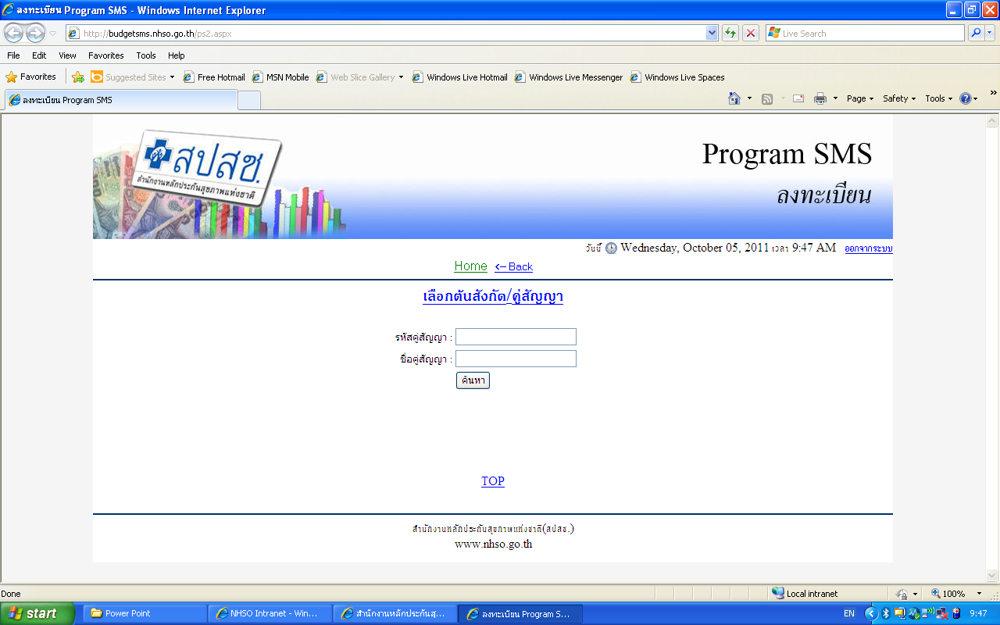 ลงทะเบียน Program SMS - Windows Internet Explorer
http://budgetsms.nhso.go.th/ps2.aspx
Live Search
File Edit View Favorites Tools Help
Favorites Suggested Sites Free Hotmail MSN Mobile Web Slice Gallery Windows Live Hotmail Windows Live Messenger Windows Live Spaces
ลงทะเบียน Program SMS
Page Safety Tools
สปสช.
สำนักงานหลักประกันสุขภาพแห่งชาติ
Program SMS
ลงทะเบียน
วันนี้ Wednesday, October 05, 2011 เวลา 9:47 AM ออกจากระบบ
Home <-- Back
เลือกต้นสังกัด/คู่สัญญา
รหัสคู่สัญญา :
ชื่อคู่สัญญา :
ค้นหา
TOP
สำนักงานหลักประกันสุขภาพแห่งชาติ(สปสช.)
www.nhso.go.th
Done Local intranet 100%
start Power Point NHSO Intranet - Win... สำนักงานหลักประกันสุ... ลงทะเบียน Program S... EN 9:47